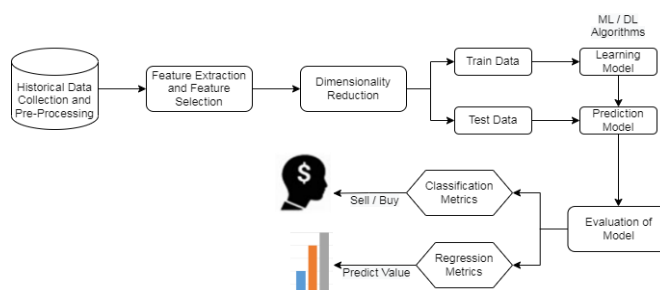 ML / DL
Algorithms
Historical Data
Collection and
Pre-Processing
Feature Extraction
and Feature
Selection
Dimensionality
Reduction
Train Data
Learning
Model
Test Data
Prediction
Model
$
Sell / Buy
Classification
Metrics
Evaluation of
Model
Predict Value
Regression
Metrics